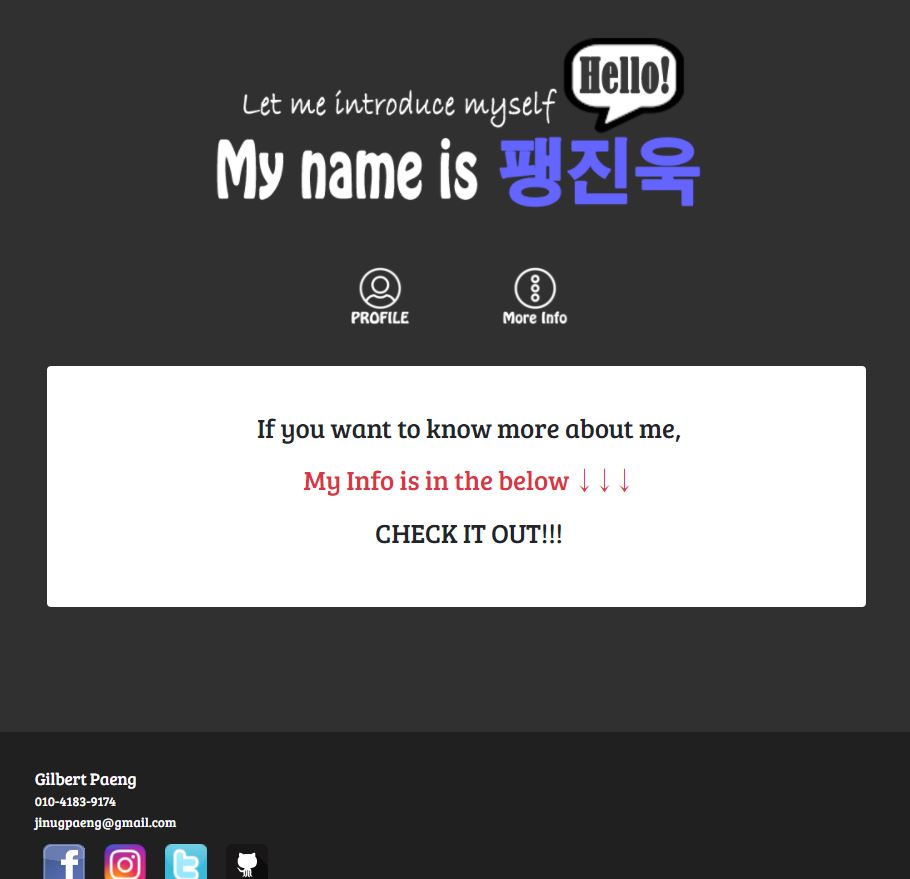 Hello!
Let me introduce myself
My name is 팽진욱
PROFILE
More Info
If you want to know more about me,
My Info is in the below ↓↓↓
CHECK IT OUT!!!
Gilbert Paeng
010-4183-9174
jinugpaeng@gmail.com